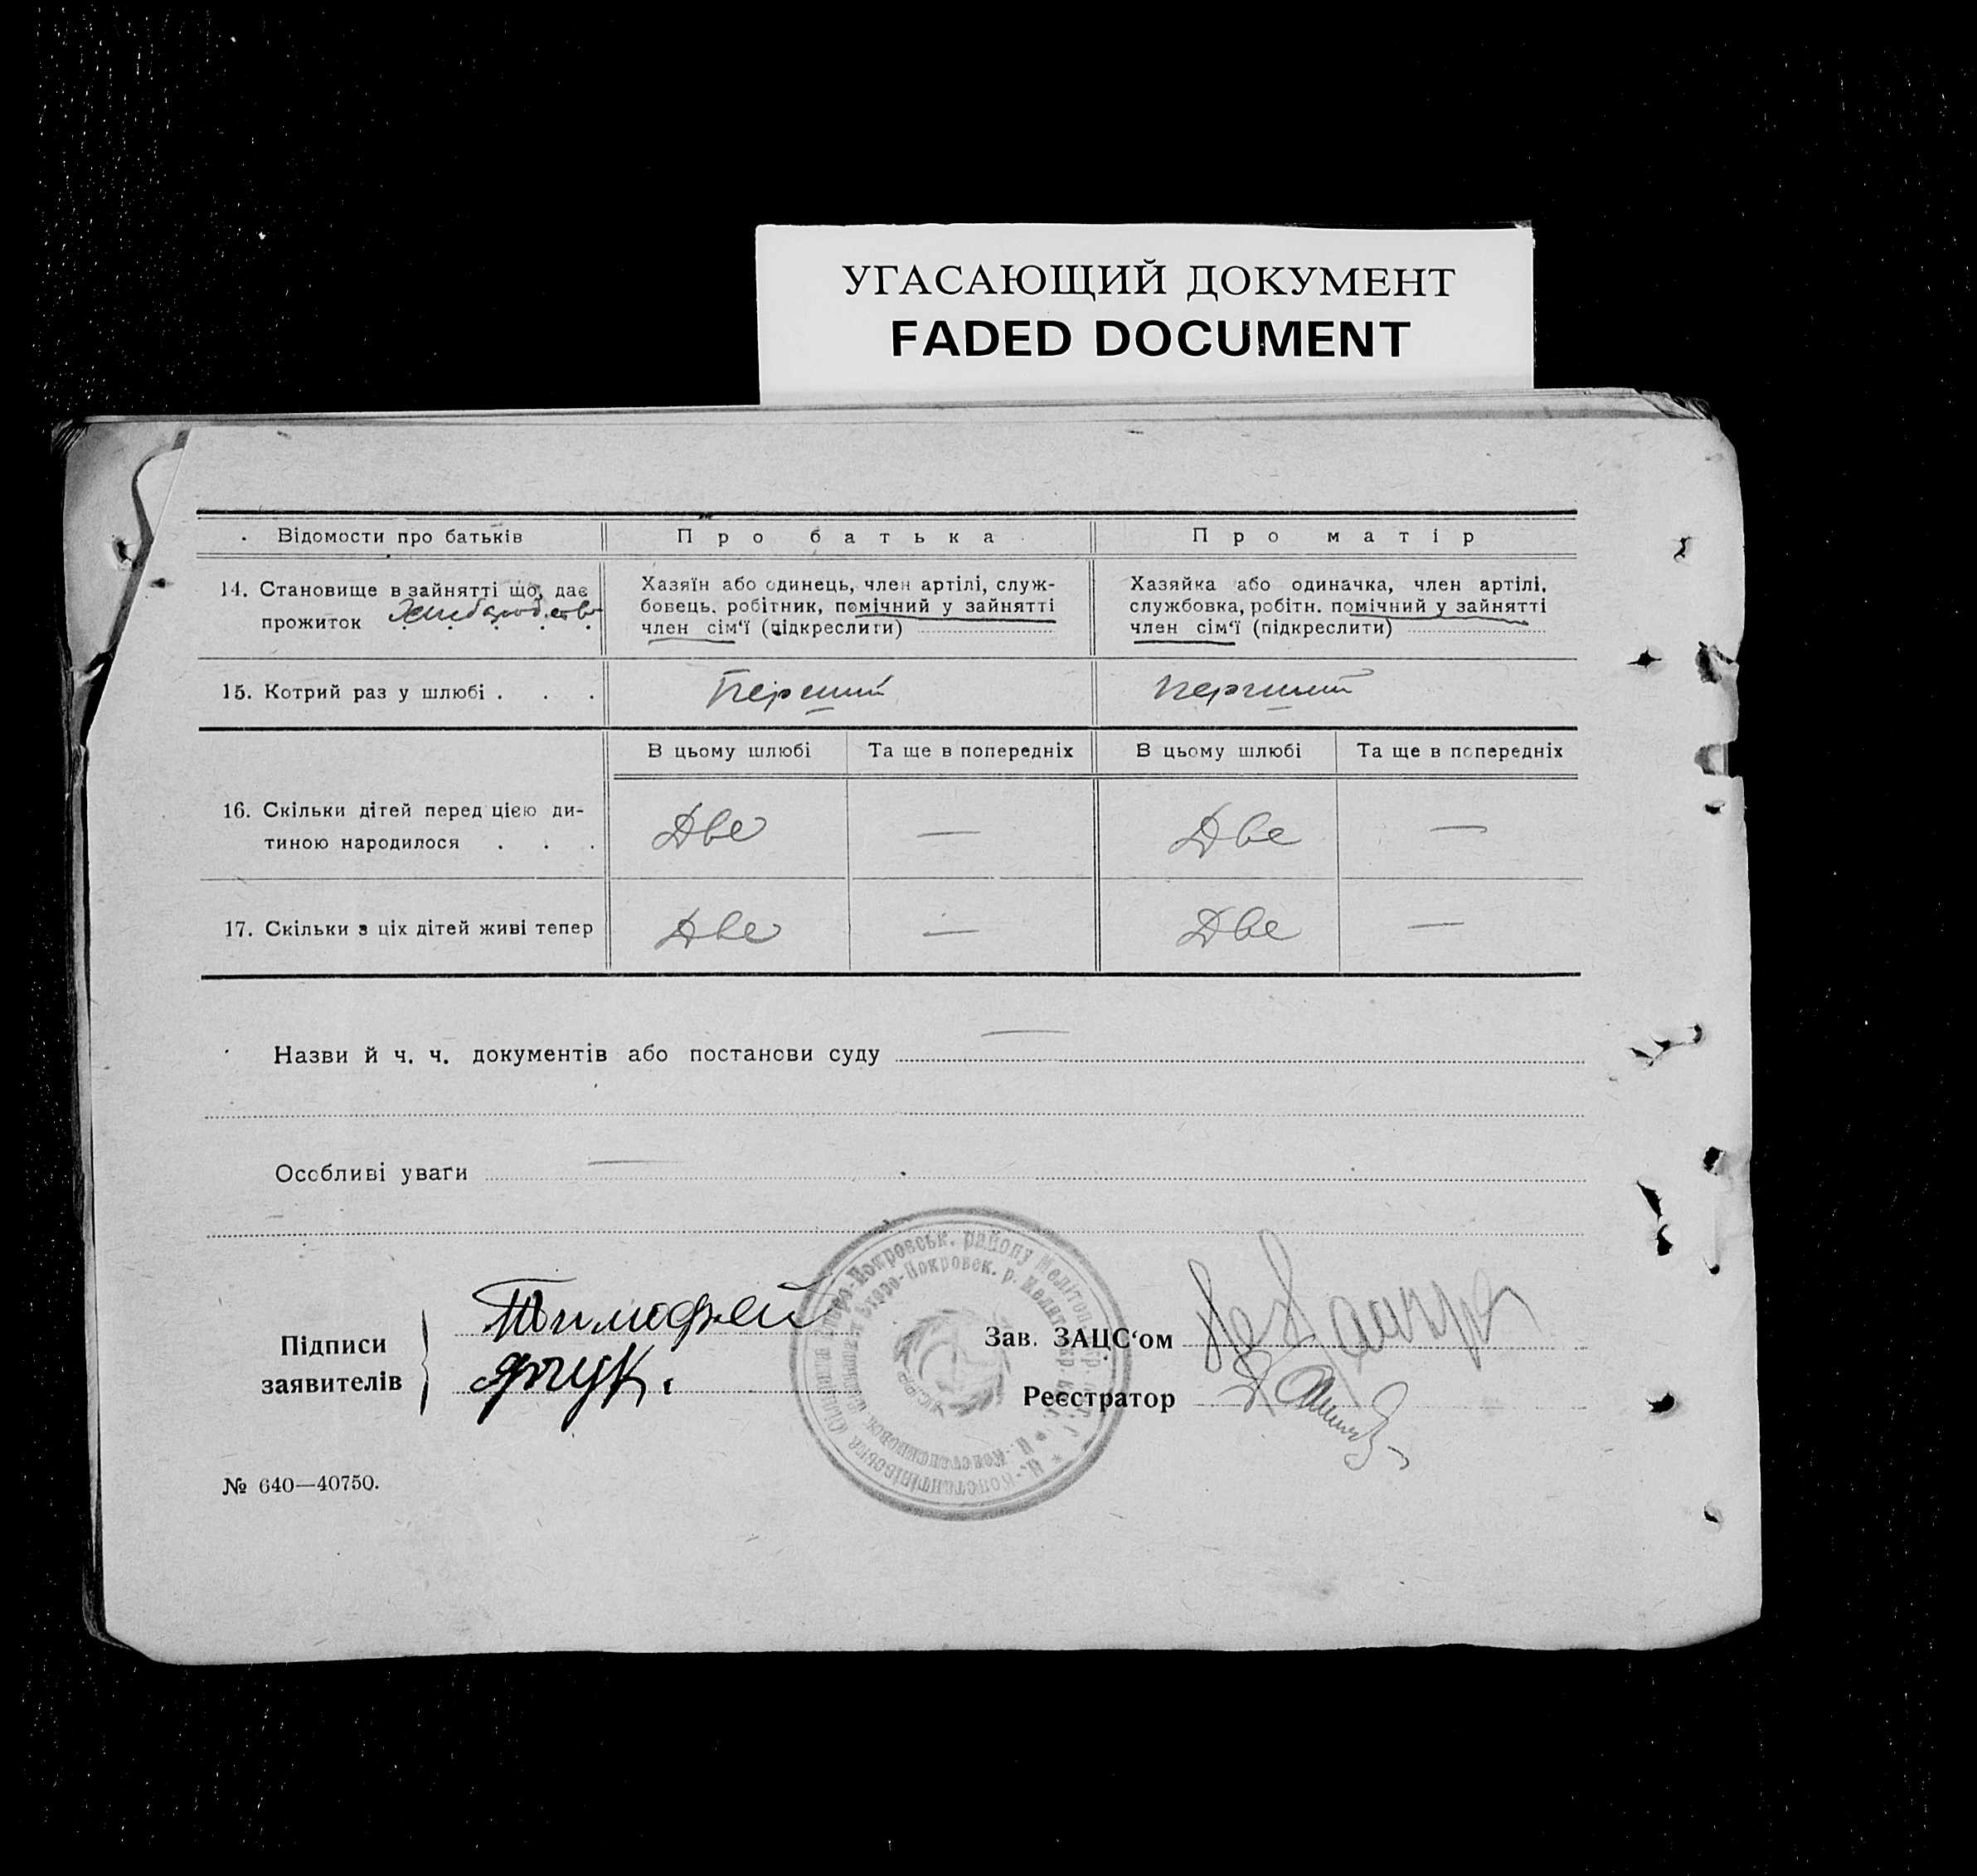 УГАСАЮЩИЙ ДОКУМЕНТ
FADED DOCUMENT
Відомости про батьків
Про батька
Про матір
14. Становище в зайнятті що, дає
прожиток
Хазяїн або одинець, член артілі, служ-
бовець, робітник, помічний у зайнятті
член сім‘ї (підкреслити)
Хазяйка або одиначка, член артілі,
службовка, робітн. помічний у зайнятті
член сім‘ї (підкреслити)
15. Котрий раз у шлюбі . . .
Перший
Перший
В цьому шлюбі
Та ще в попередніх
В цьому шлюбі
Та ще в попередніх
16. Скільки дітей перед цією ди-
тиною народилося . . .
Две
—
Две
—
17. Скільки з ціх дітей живі тепер
Две
—
Две
—
Назви й ч. ч. документів або постанови суду
—
Особливі уваги
—
Підписи
заявителів
Тимофей
Зав. ЗАЦС‘ом
Реєстратор
№ 640—40750.